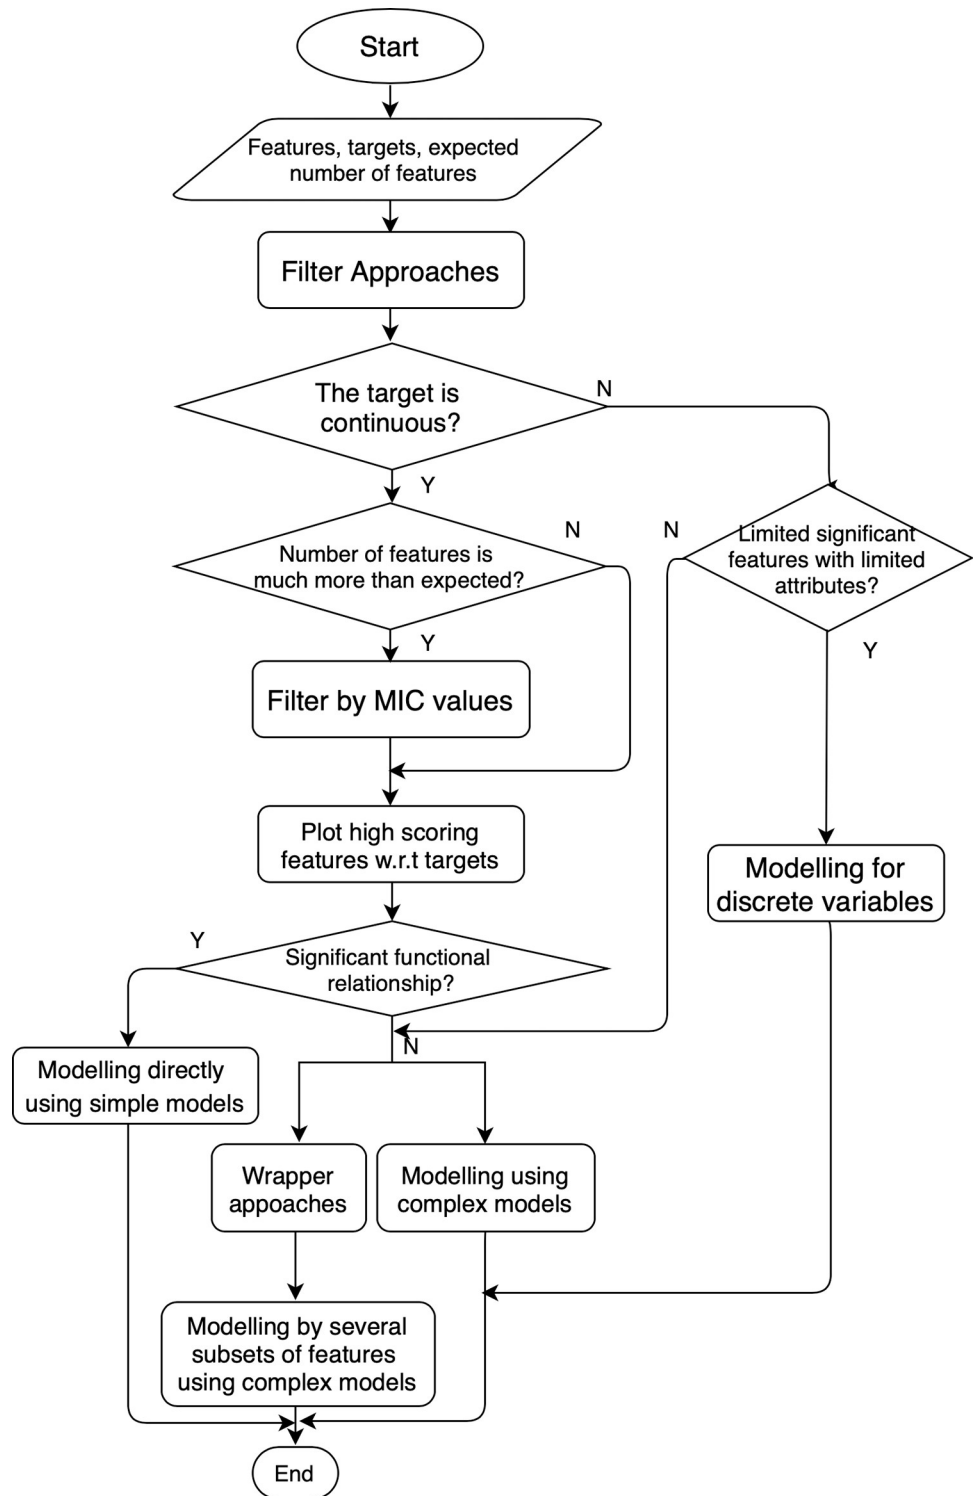 Start
Features, targets, expected
number of features
Filter Approaches
The target is
continuous?
N
Y
Number of features is
much more than expected?
N
Y
N
Limited significant
features with limited
attributes?
Y
Filter by MIC values
Plot high scoring
features w.r.t targets
Modelling for
discrete variables
Y
Significant functional
relationship?
N
Modelling directly
using simple models
Wrapper
appoaches
Modelling using
complex models
Modelling by several
subsets of features
using complex models
End